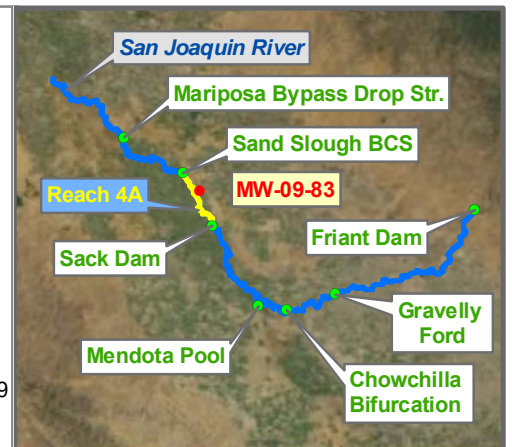 San Joaquin River
Mariposa Bypass Drop Str.
Sand Slough BCS
Reach 4A
MW-09-83
Sack Dam
Friant Dam
Gravelly
Ford
Mendota Pool
Chowchilla
Bifurcation
9